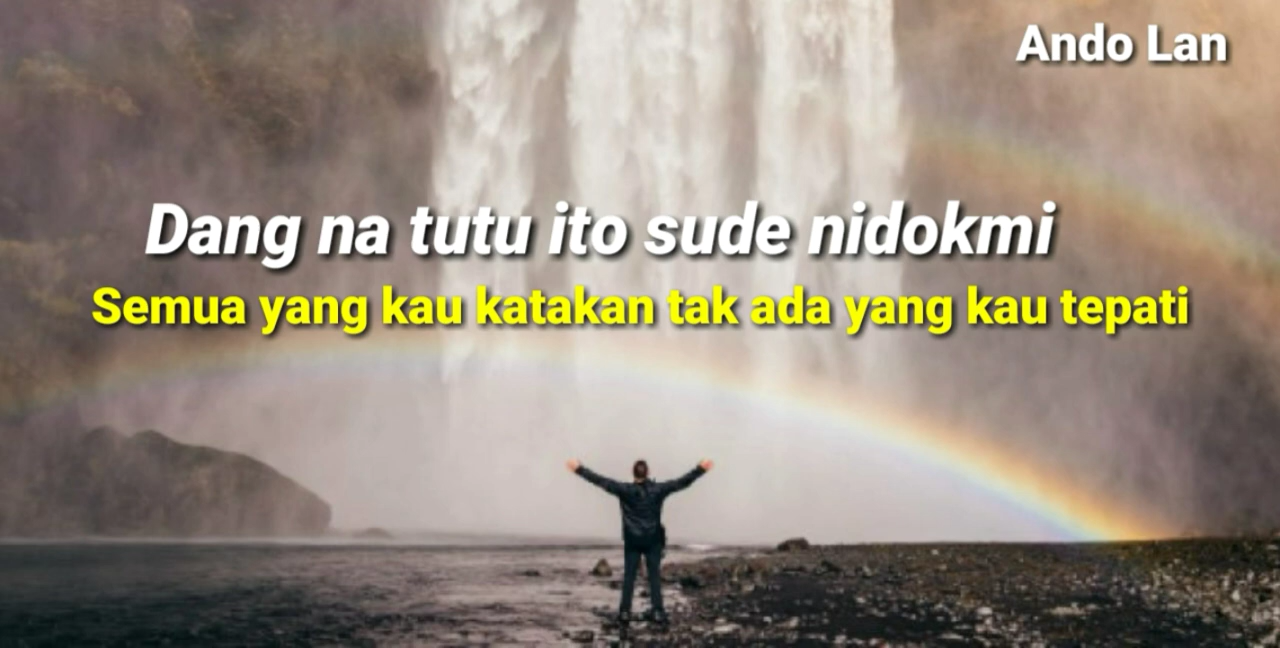 Ando Lan
Dang na tutu ito sude nidokmi
Semua yang kau katakan tak ada yang kau tepati